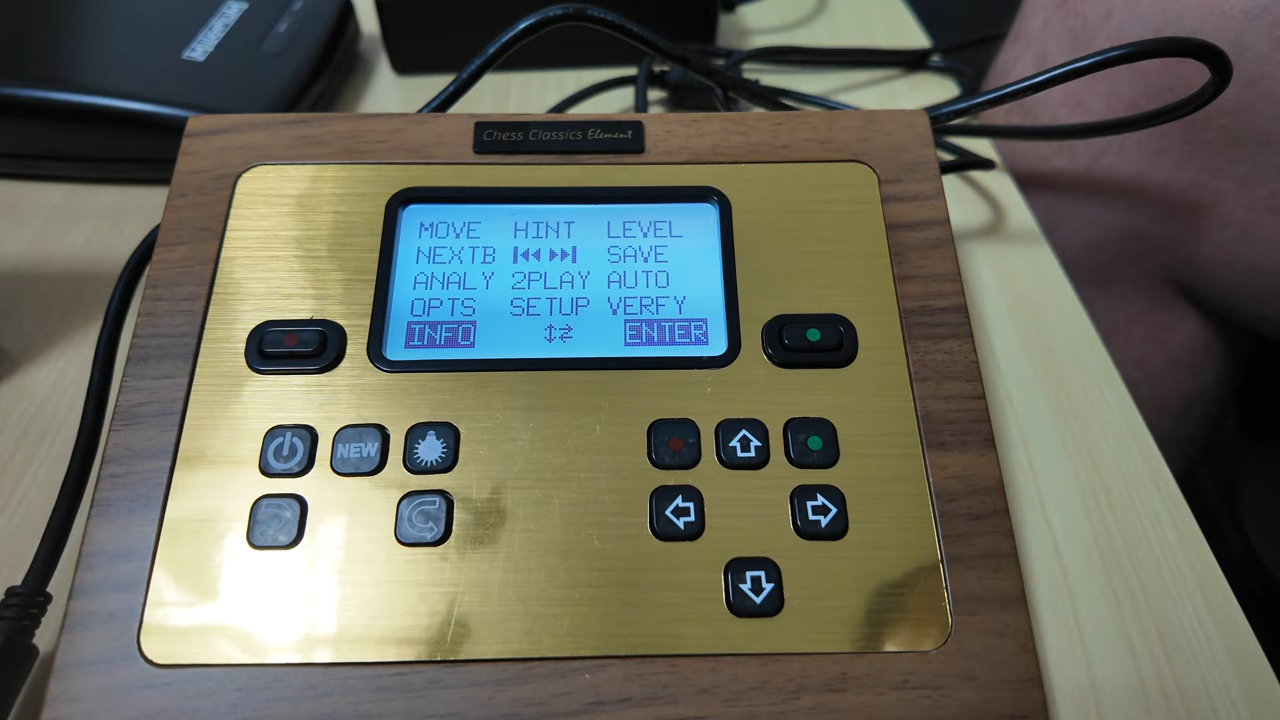 Chess Classics Element
MOVE HINT LEVEL
NEXTB SAVE
ANALY 2PLAY AUTO
OPTS SETUP VERFY
INFO ENTER
NEW